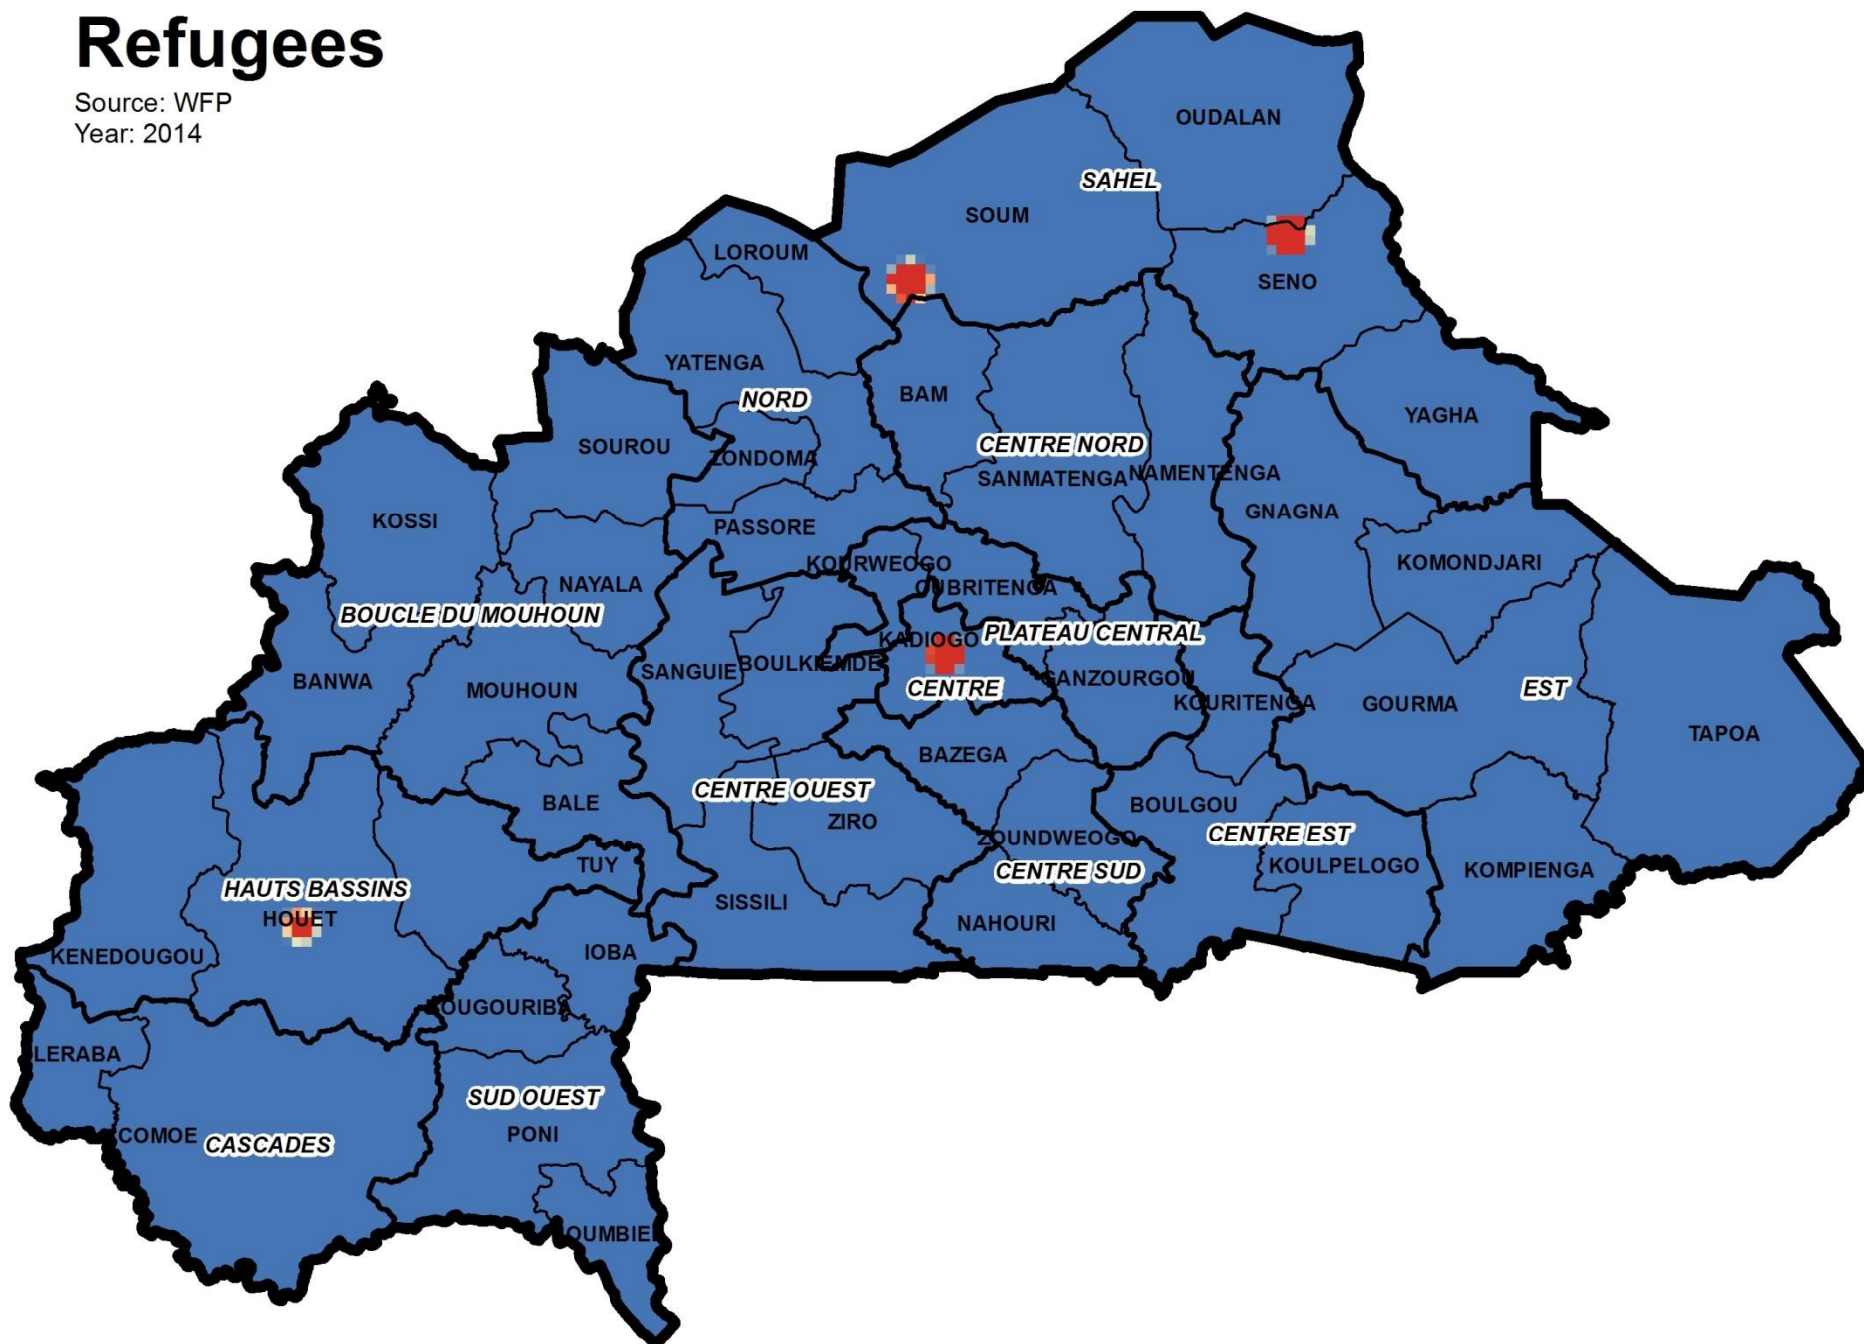 Refugees
Source: WFP
Year: 2014
OUDALAN
SAHEL
SOUM
LOROUM
SENO
YATENGA
BAM
NORD
YAGHA
SOUROU
CENTRE NORD
ZONDOMA
SANMATENGA
NAMENTENGA
GNAGNA
KOSSI
PASSORE
KOURWEOGO
KOMONDJARI
NAYALA
OUBRITENGA
BOUCLE DU MOUHOUN
KADIOGO
PLATEAU CENTRAL
SANGUIE
BOULKIEMDE
BANWA
MOUHOUN
CENTRE
GANZOURGOU
KOURITENGA
GOURMA
EST
TAPOA
BAZEGA
CENTRE OUEST
BALE
BOULGOU
ZIRO
ZOUNDWEOGO
CENTRE EST
TUY
KOULPELOGO
KOMPIENGA
CENTRE SUD
HAUTS BASSINS
SISSILI
HOUET
NAHOURI
KENEDOUGOU
IOBA
OUGOURIBA
LERABA
SUD OUEST
COMOE
CASCADES
PONI
OUMBIEL